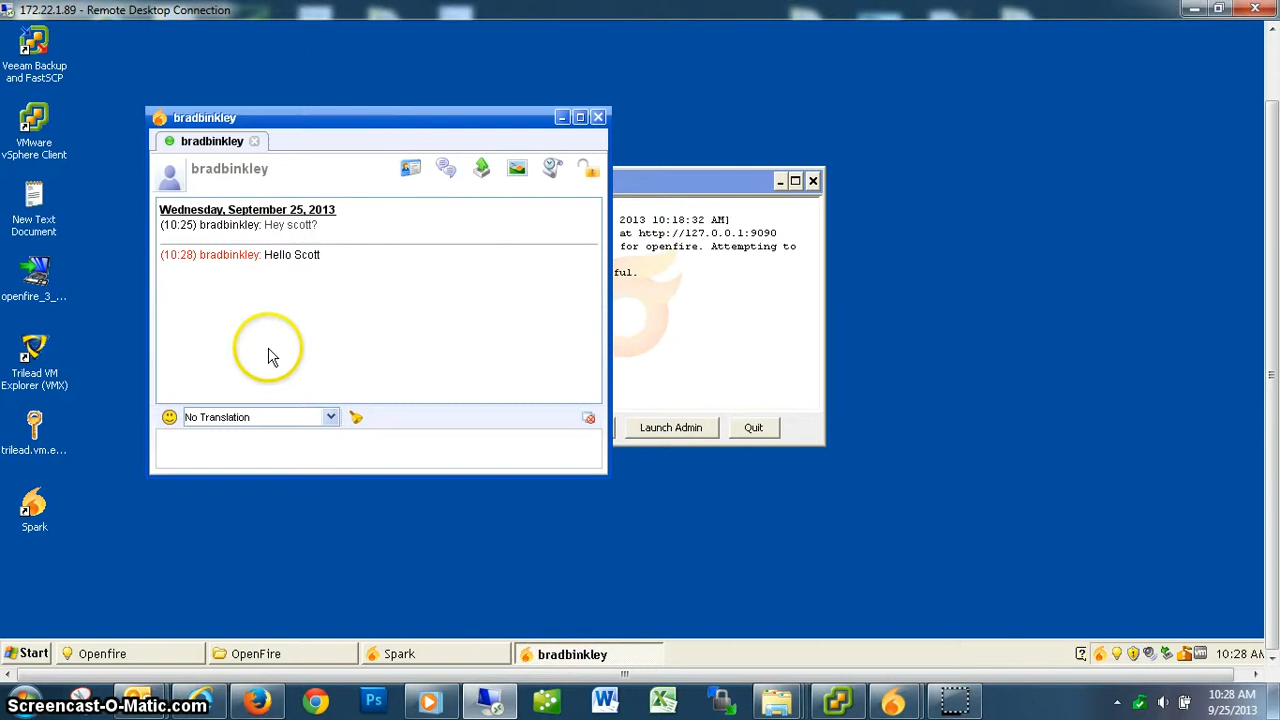 172.22.1.89 - Remote Desktop Connection
Veeam Backup
and FastSCP
VMware
vSphere Client
New Text
Document
openfire_3_...
Trilead VM
Explorer (VMX)
trilead.vm.e...
Spark
bradbinkley
bradbinkley
bradbinkley
Wednesday, September 25, 2013
(10:25) bradbinkley: Hey scott?
(10:28) bradbinkley: Hello Scott
No Translation
2013 10:18:32 AM]
at http://127.0.0.1:9090
for openfire. Attempting to
ful.
Launch Admin
Quit
Start
Openfire
OpenFire
Spark
bradbinkley
10:28 AM
10:28 AM
9/25/2013
Screencast-O-Matic.com